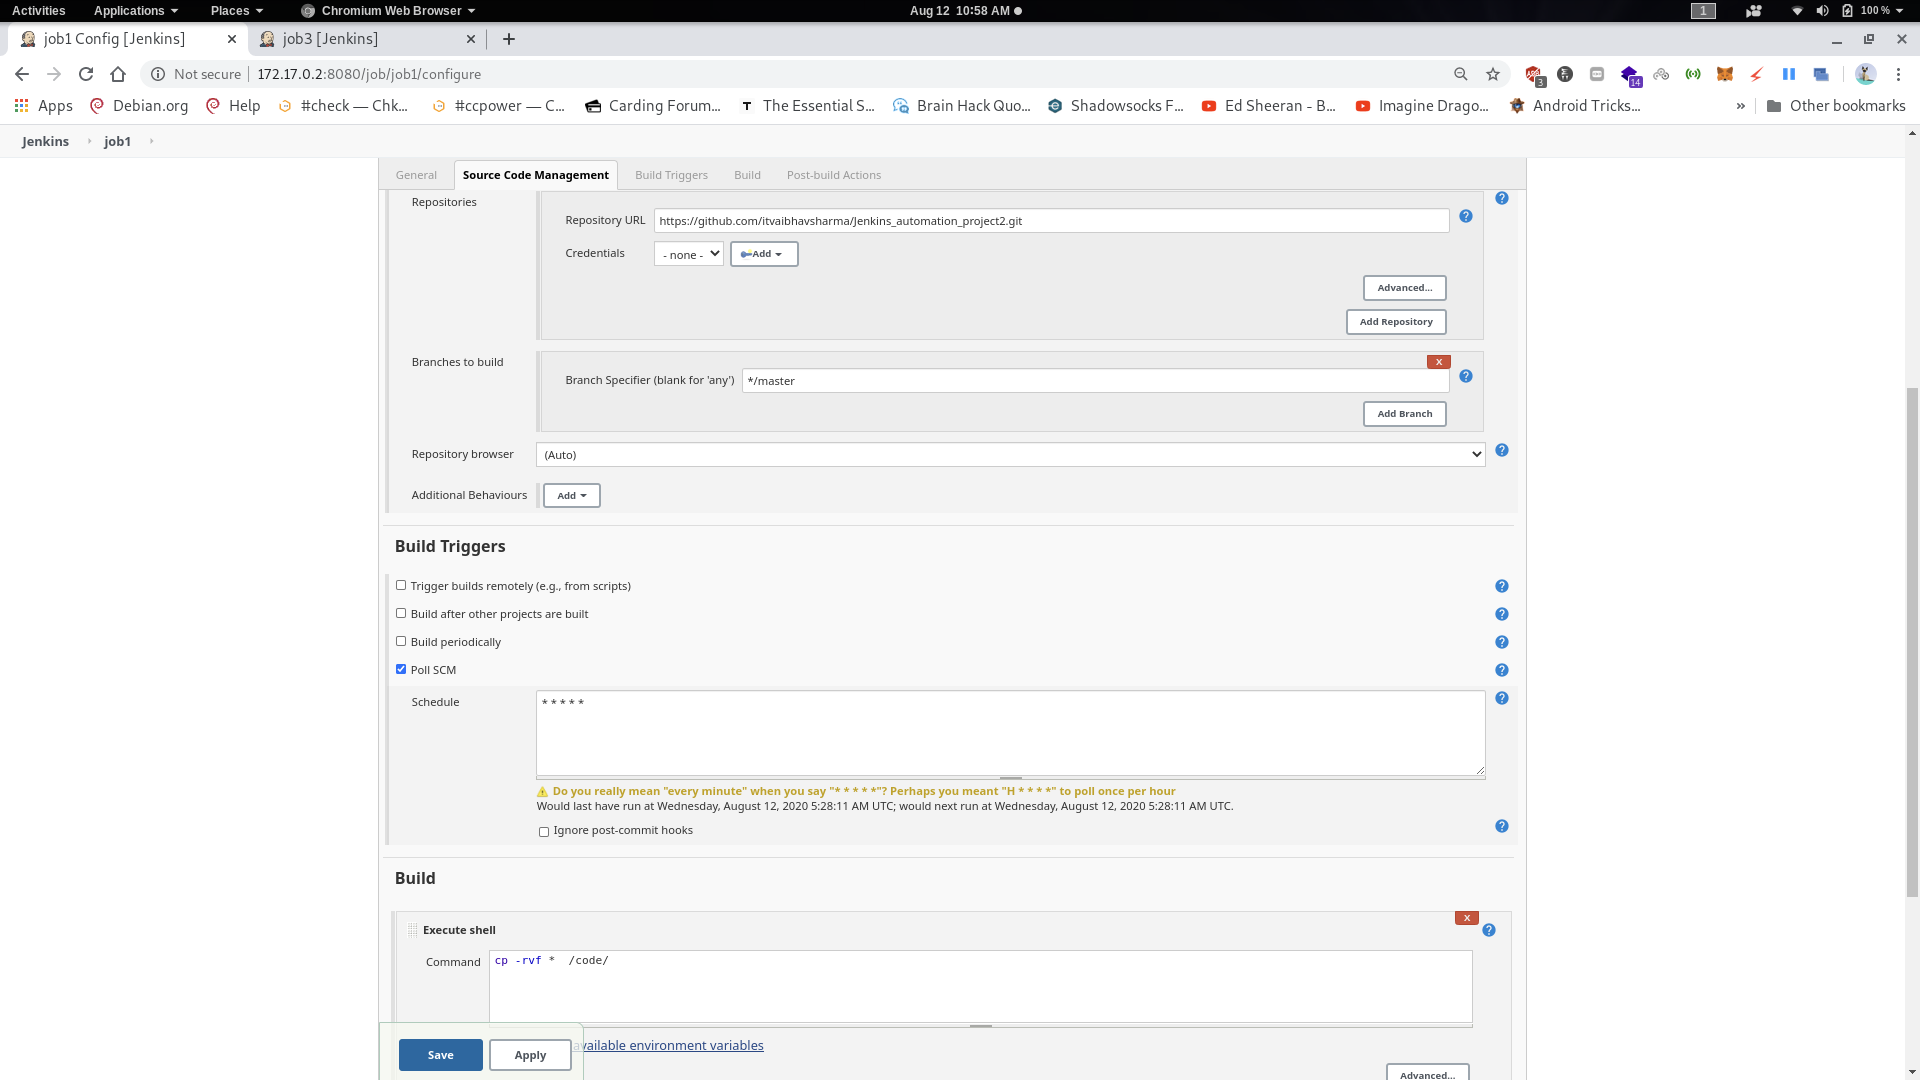 Activities Applications Places Chromium Web Browser Aug 12 10:58 AM 1 100 %
job1 Config [Jenkins] job3 [Jenkins]
Not secure 172.17.0.2:8080/job/job1/configure 3 14
Apps Debian.org Help #check — Chk... #ccpower — C... Carding Forum... The Essential S... Brain Hack Quo... Shadowsocks F... Ed Sheeran - B... Imagine Drago... Android Tricks... » Other bookmarks
Jenkins job1
General Source Code Management Build Triggers Build Post-build Actions
Repositories
Repository URL https://github.com/itvaibhavsharma/Jenkins_automation_project2.git
Credentials - none - Add
Advanced...
Add Repository
Branches to build
X
Branch Specifier (blank for 'any') */master
Add Branch
Repository browser (Auto)
Additional Behaviours Add
Build Triggers
Trigger builds remotely (e.g., from scripts)
Build after other projects are built
Build periodically
Poll SCM
Schedule * * * * *
Do you really mean "every minute" when you say "* * * * *"? Perhaps you meant "H * * * *" to poll once per hour
Would last have run at Wednesday, August 12, 2020 5:28:11 AM UTC; would next run at Wednesday, August 12, 2020 5:28:11 AM UTC.
Ignore post-commit hooks
Build
X
Execute shell
Command cp -rvf * /code/
available environment variables
Save Apply
Advanced...